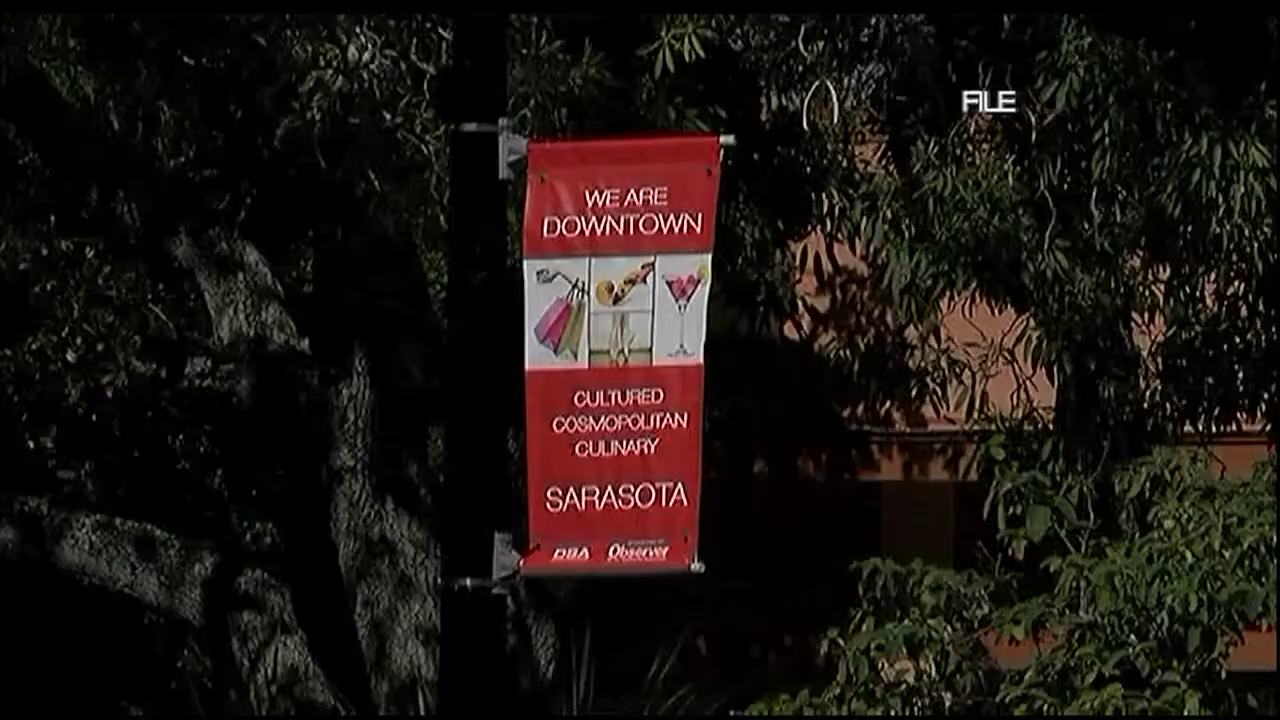 FILE
WE ARE
DOWNTOWN
CULTURED
COSMOPOLITAN
CULINARY
SARASOTA
DBA Observer